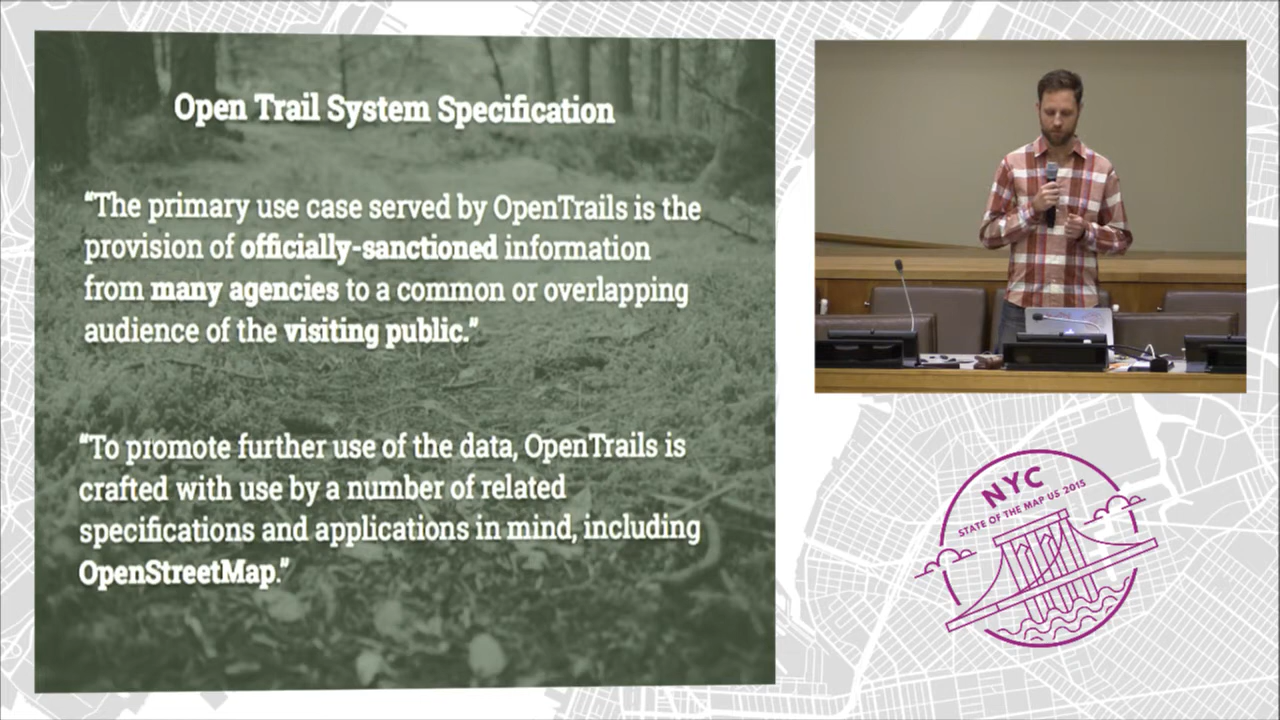 Open Trail System Specification
“The primary use case served by OpenTrails is the
provision of officially-sanctioned information
from many agencies to a common or overlapping
audience of the visiting public.”
“To promote further use of the data, OpenTrails is
crafted with use by a number of related
specifications and applications in mind, including
OpenStreetMap.”
NYC
STATE OF THE MAP US 2015